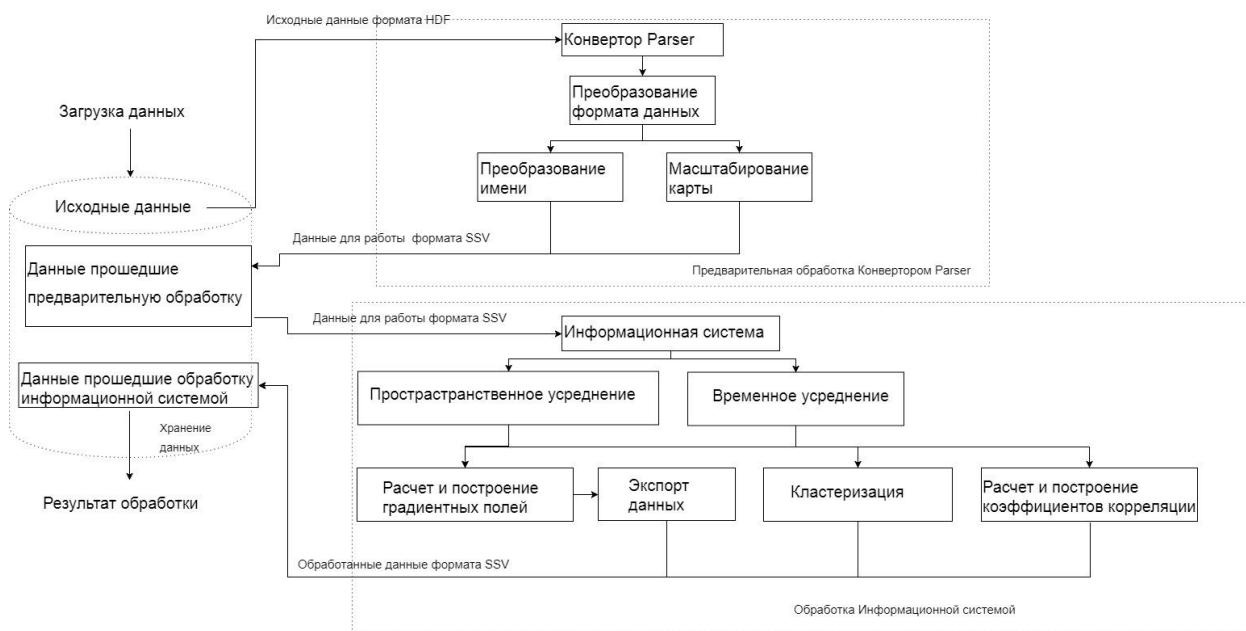 Исходные данные формата HDF
Конвертор Parser
Преобразование
формата данных
Загрузка данных
Преобразование
имени
Масштабирование
карты
Исходные данные
Данные для работы формата SSV
Данные прошедшие
предварительную обработку
Предварительная обработка Конвертором Parser
Данные для работы формата SSV
Информационная система
Данные прошедшие обработку
информационной системой
Прострастранственное усреднение
Временное усреднение
Хранение
данных
Результат обработки
Расчет и построение
градиентных полей
Экспорт
данных
Кластеризация
Расчет и построение
коэффициентов корреляции
Обработанные данные формата SSV
Обработка Информационной системой